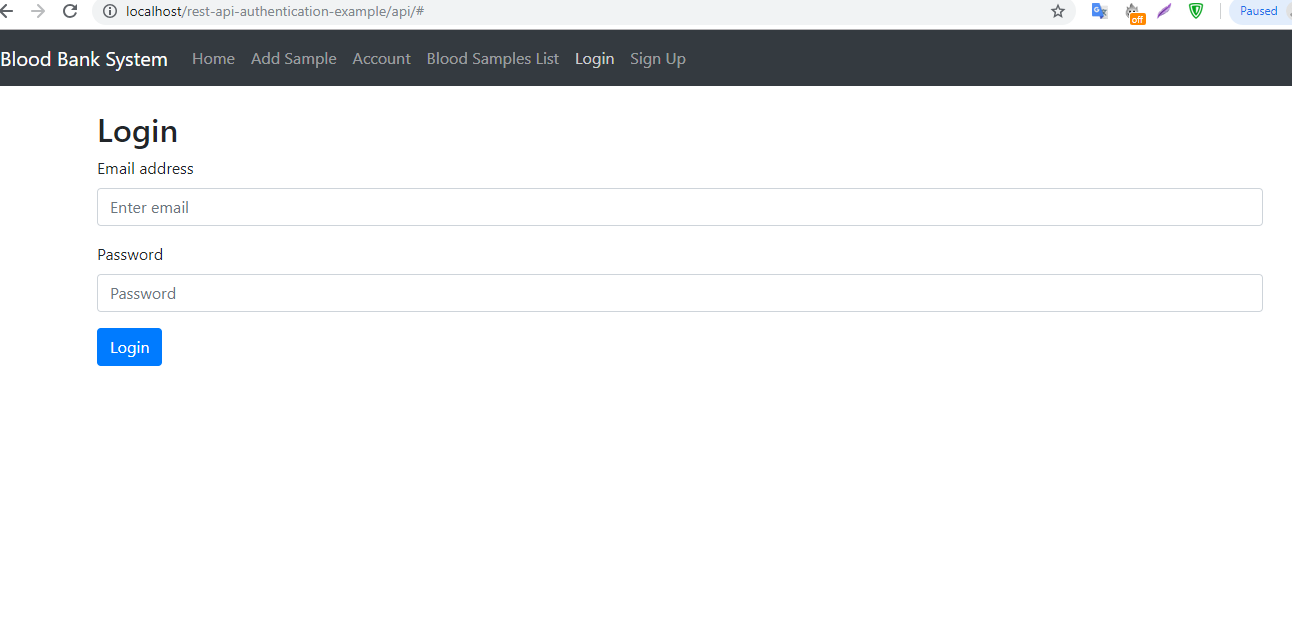 localhost/rest-api-authentication-example/api/#
off
Paused
Blood Bank System Home Add Sample Account Blood Samples List Login Sign Up
Login
Email address
Enter email
Password
Password
Login